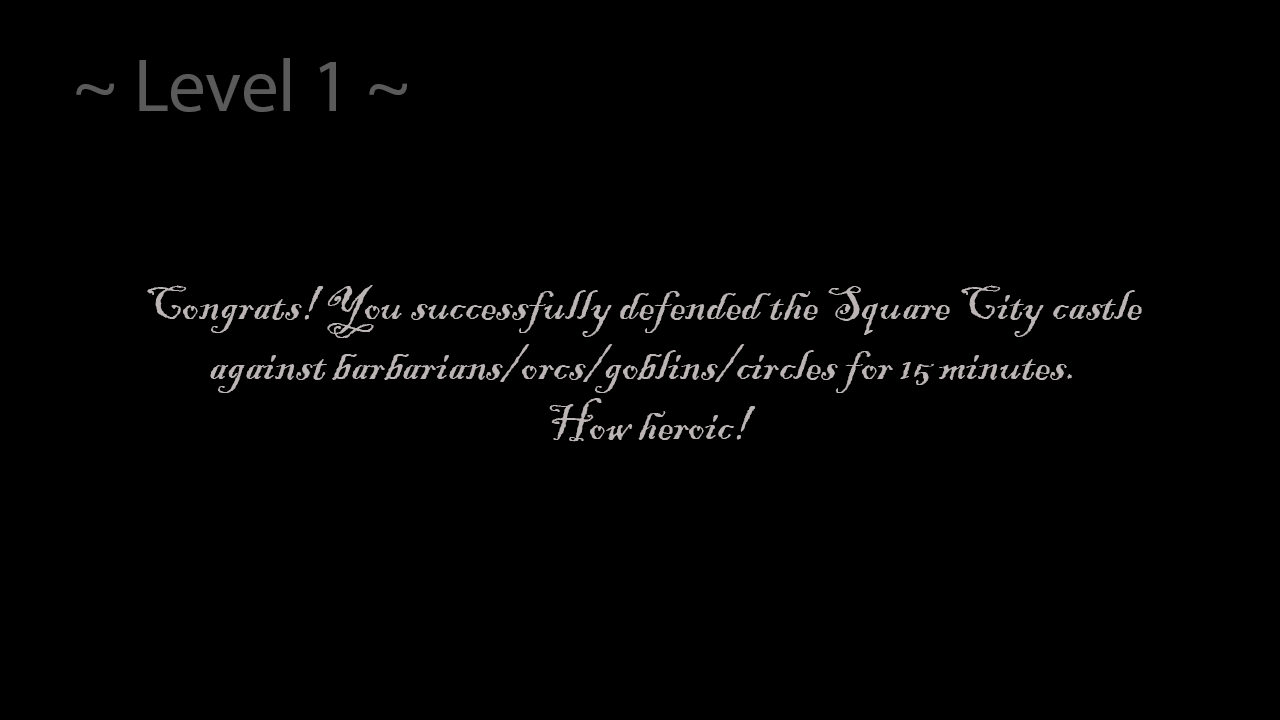 ~ Level 1 ~
Congrats! You successfully defended the Square City castle
against barbarians/orcs/goblins/circles for 15 minutes.
How heroic!